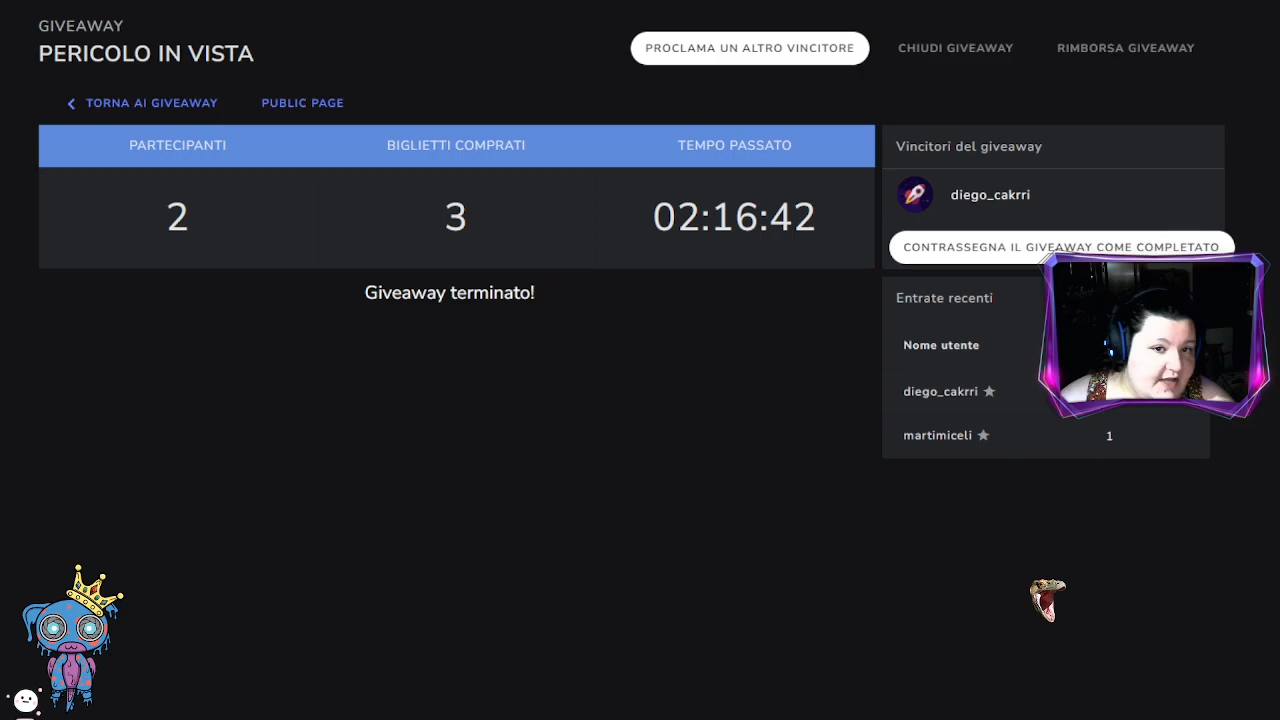 GIVEAWAY
PERICOLO IN VISTA
PROCLAMA UN ALTRO VINCITORE
CHIUDI GIVEAWAY
RIMBORSA GIVEAWAY
TORNA AI GIVEAWAY
PUBLIC PAGE
PARTECIPANTI
BIGLIETTI COMPRATI
TEMPO PASSATO
2
3
02:16:42
Giveaway terminato!
Vincitori del giveaway
diego_cakrri
CONTRASSEGNA IL GIVEAWAY COME COMPLETATO
Entrate recenti
Nome utente
diego_cakrri
martimiceli 1